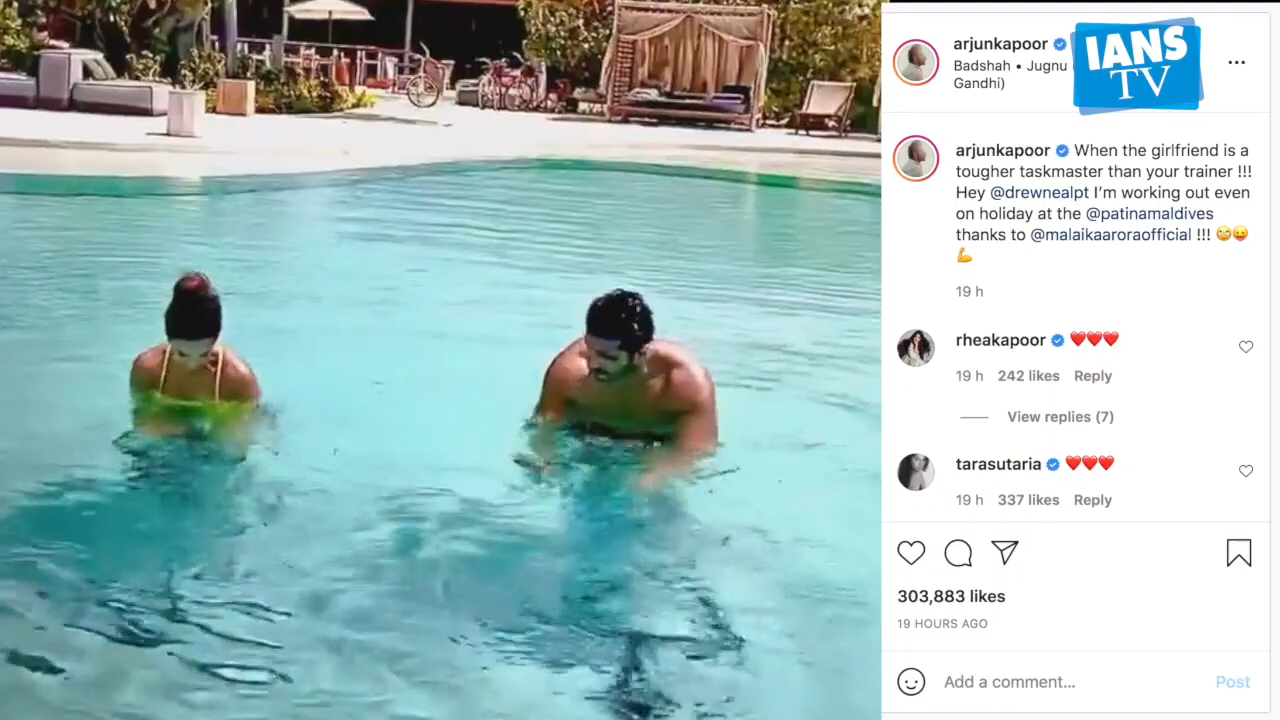 arjunkapoor
Badshah • Jugnu
Gandhi)
IANS
TV
arjunkapoor When the girlfriend is a
tougher taskmaster than your trainer !!!
Hey @drewnealpt I’m working out even
on holiday at the @patinamaldives
thanks to @malaikaaroraofficial !!! 🙄😜
💪
19 h
rheakapoor ❤️❤️❤️
19 h 242 likes Reply
View replies (7)
tarasutaria ❤️❤️❤️
19 h 337 likes Reply
303,883 likes
19 HOURS AGO
Add a comment... Post